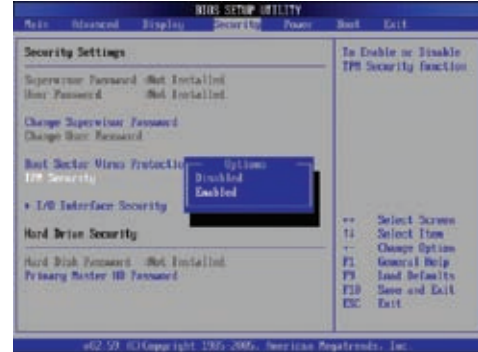 BIOS SETUP UTILITY
Main Advanced Display Security Power Boot Exit
Security Settings
Supervisor Password :Not Installed
User Password :Not Installed
Change Supervisor Password
Change User Password
Boot Sector Virus Protection
TPM Security
I/O Interface Security
Hard Drive Security
Hard Disk Password :Not Installed
Primary Master HD Password
Options
Disabled
Enabled
To Enable or Disable
TPM Security function
Select Screen
Select Item
Change Option
F1 General Help
F9 Load Defaults
F10 Save and Exit
ESC Exit
v02.59 (C)Copyright 1985-2005, American Megatrends, Inc.